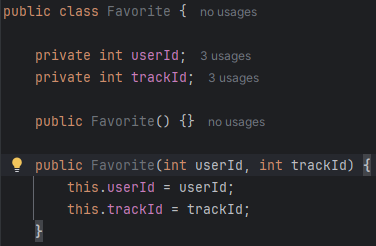 public class Favorite {  no usages
private int userId;  3 usages
private int trackId;  3 usages
public Favorite() {}  no usages
public Favorite(int userId, int trackId) {
this.userId = userId;
this.trackId = trackId;
}